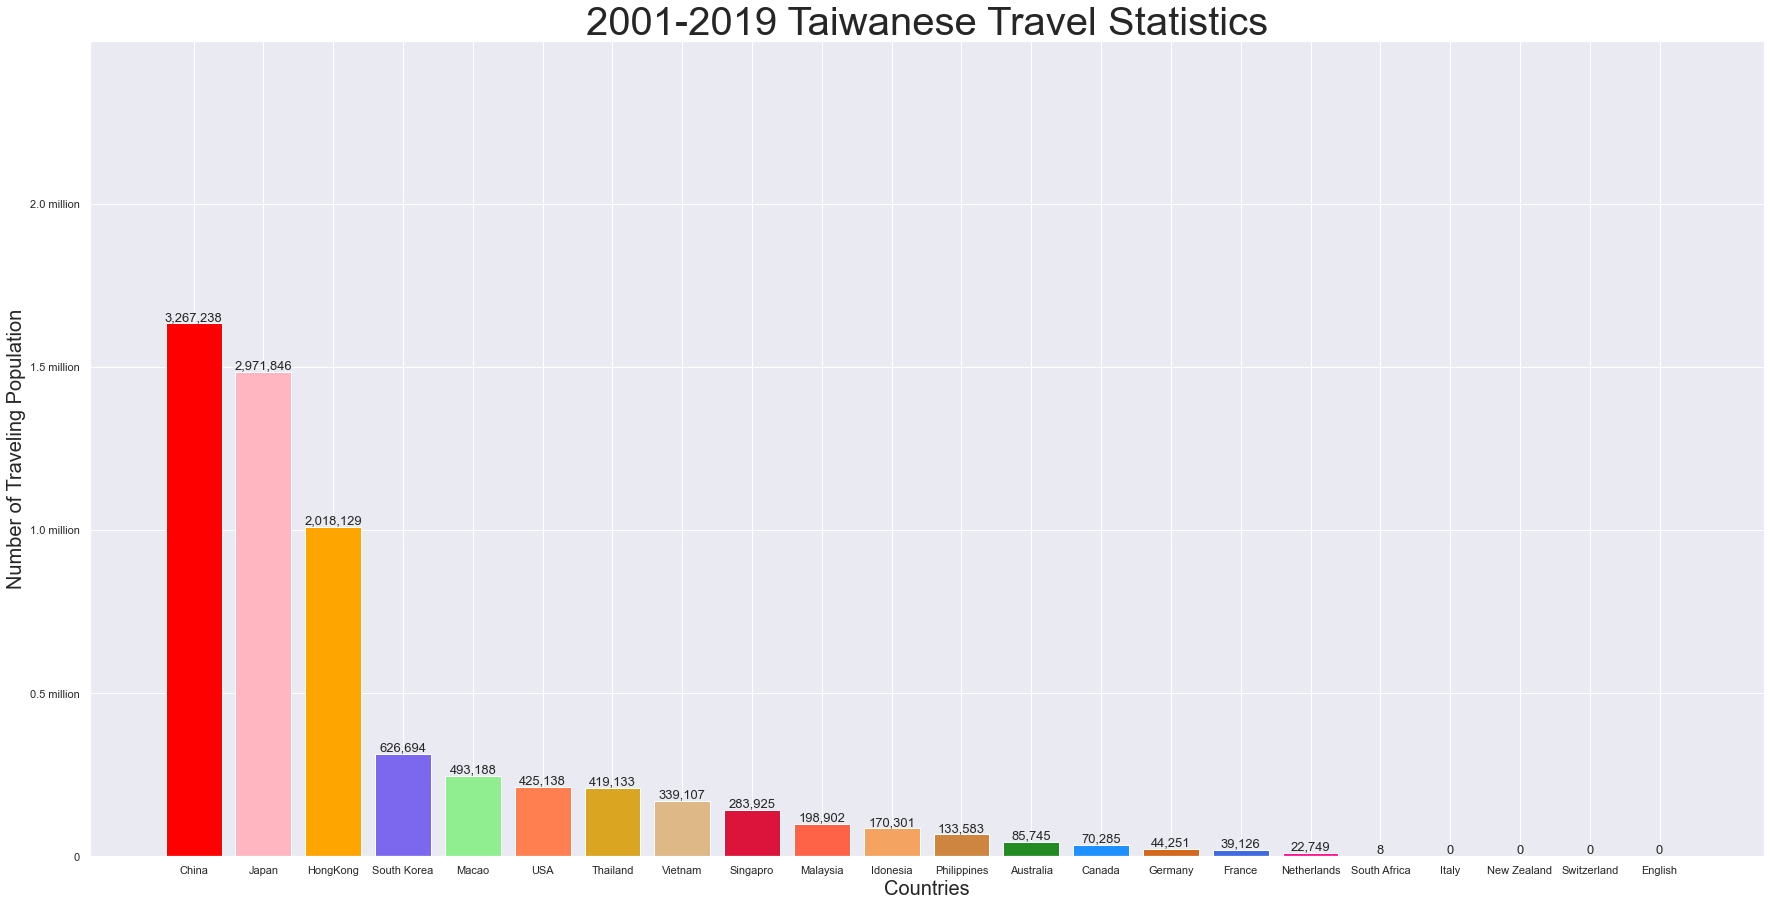 2001-2019 Taiwanese Travel Statistics
Number of Traveling Population
2.0 million
1.5 million
1.0 million
0.5 million
0
3,267,238
2,971,846
2,018,129
626,694
493,188
425,138
419,133
339,107
283,925
198,902
170,301
133,583
85,745
70,285
44,251
39,126
22,749
8
0
0
0
0
China
Japan
HongKong
South Korea
Macao
USA
Thailand
Vietnam
Singapro
Malaysia
Idonesia
Philippines
Australia
Canada
Germany
France
Netherlands
South Africa
Italy
New Zealand
Switzerland
English
Countries